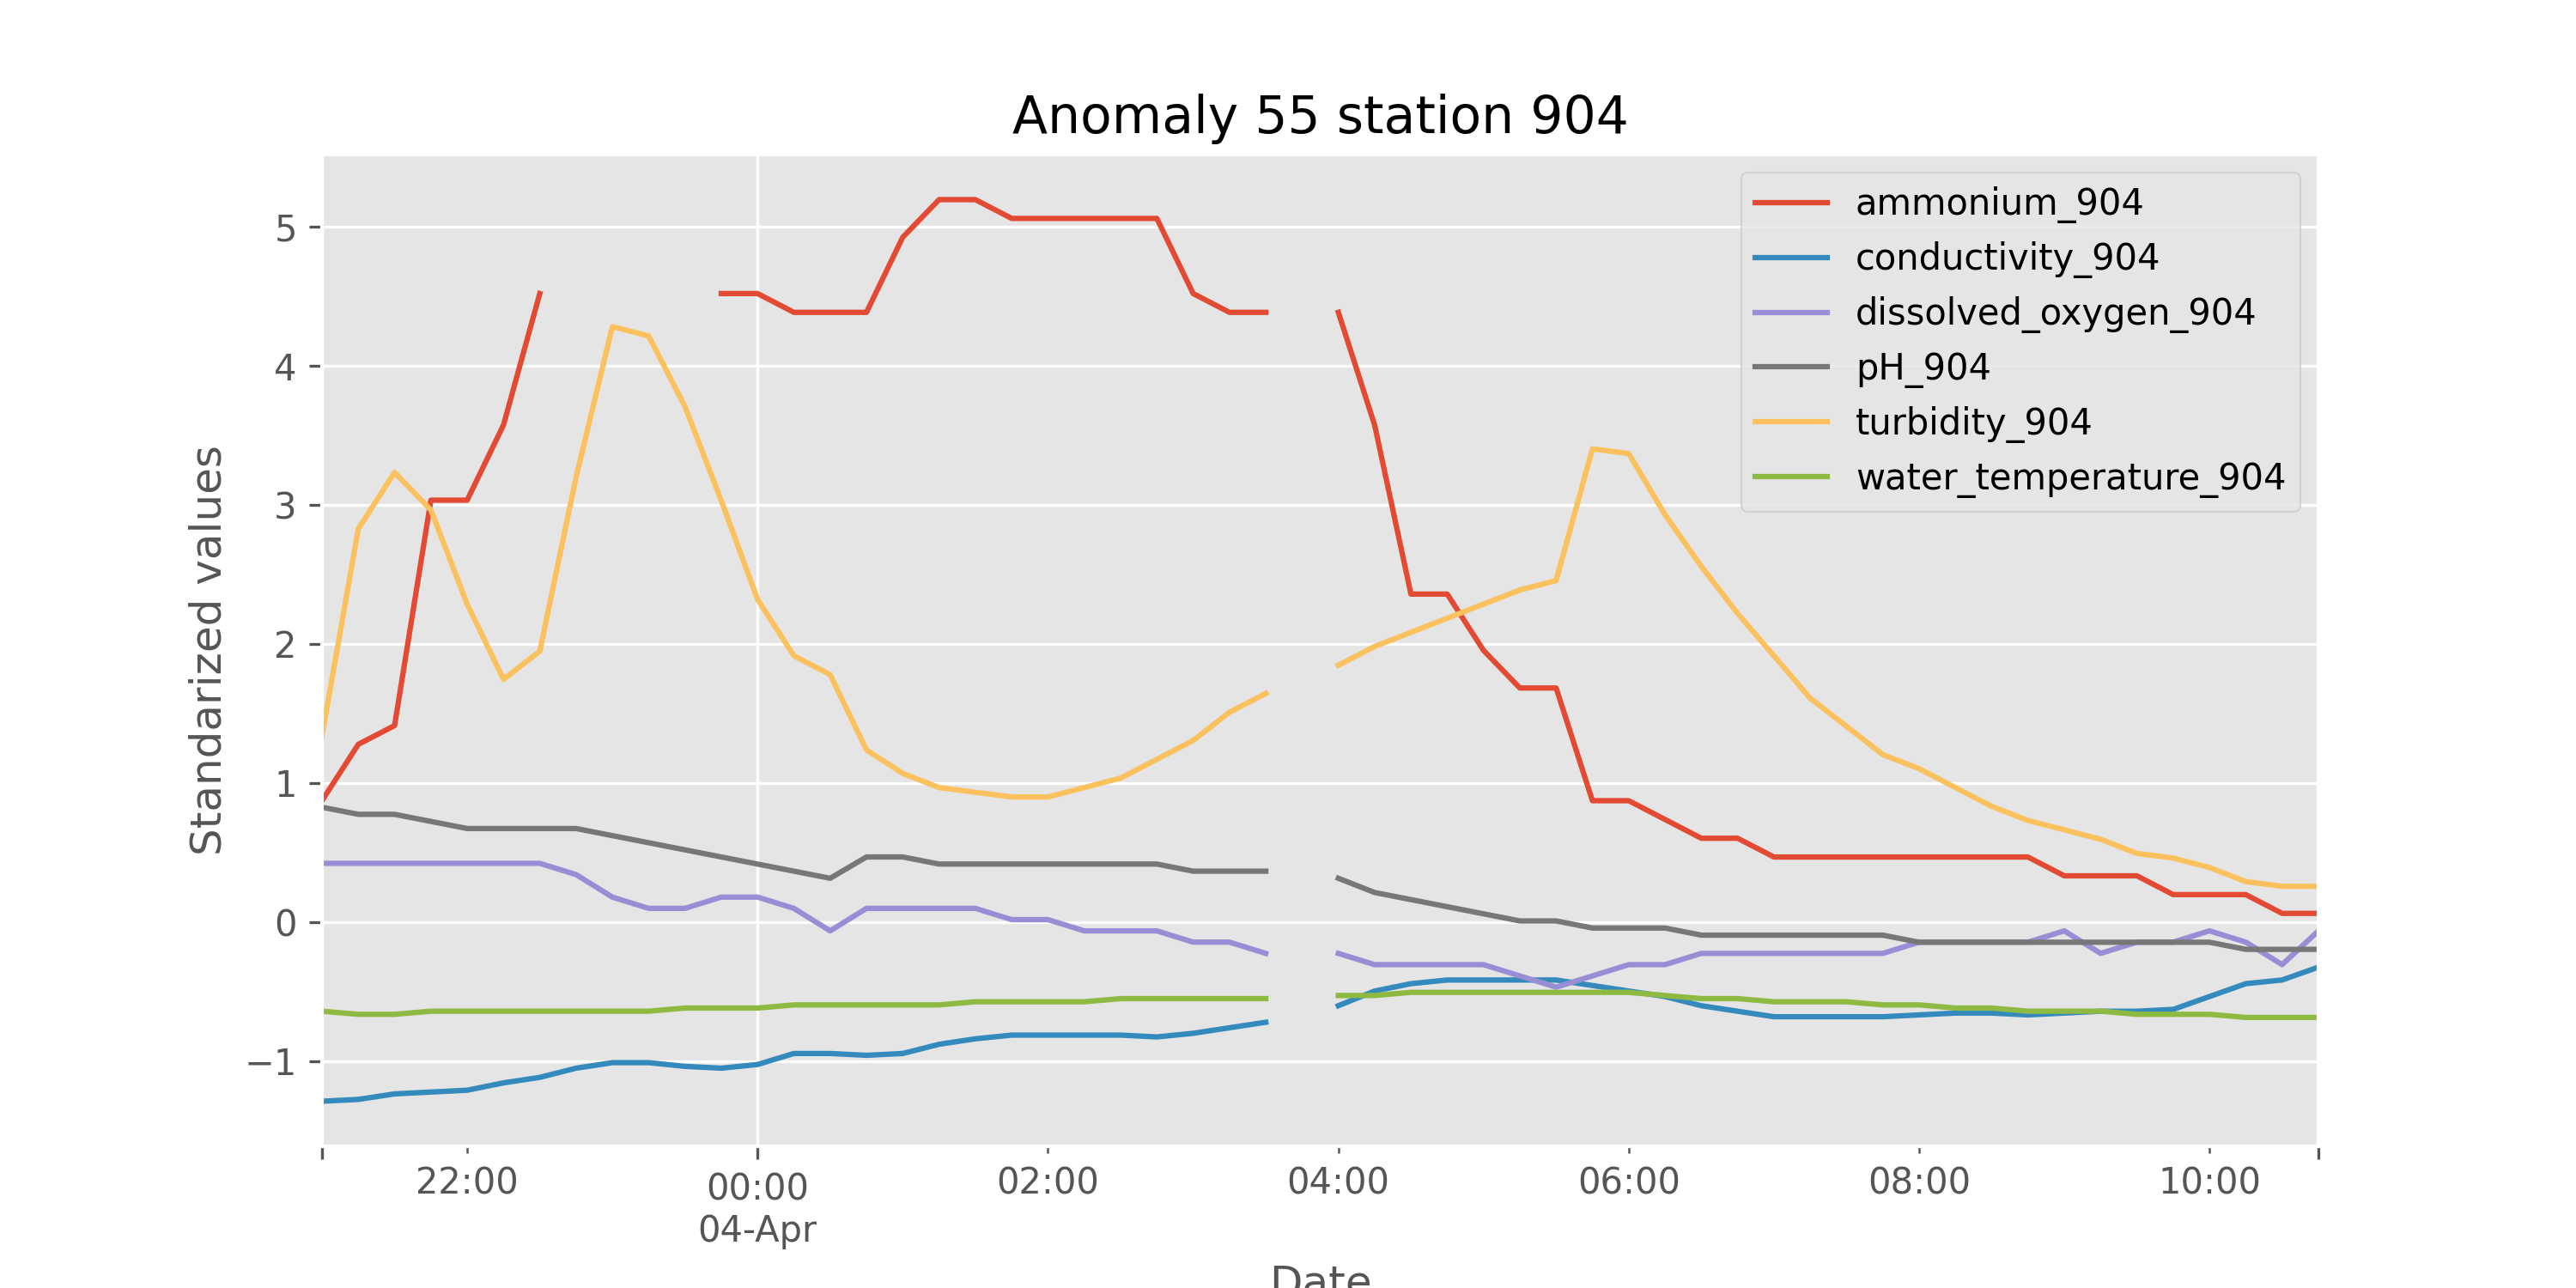 Anomaly 55 station 904
ammonium_904
conductivity_904
dissolved_oxygen_904
pH_904
turbidity_904
water_temperature_904
Standarized values
5
4
3
2
1
0
−1
22:00
00:00
04-Apr
02:00
04:00
06:00
08:00
10:00
Date